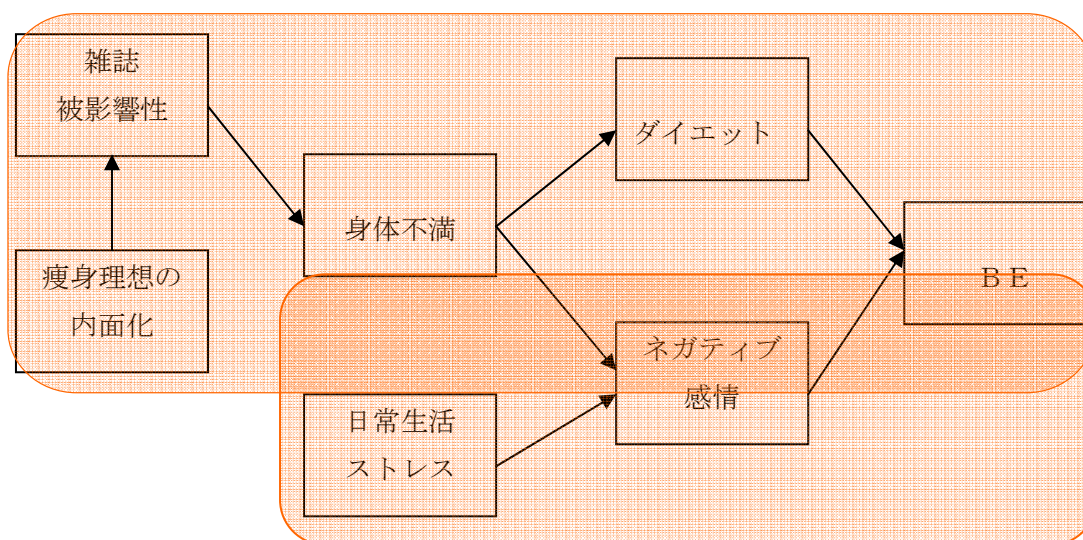 雑誌
被影響性
痩身理想の
内面化
身体不満
ダイエット
ネガティブ
感情
日常生活
ストレス
ＢＥ